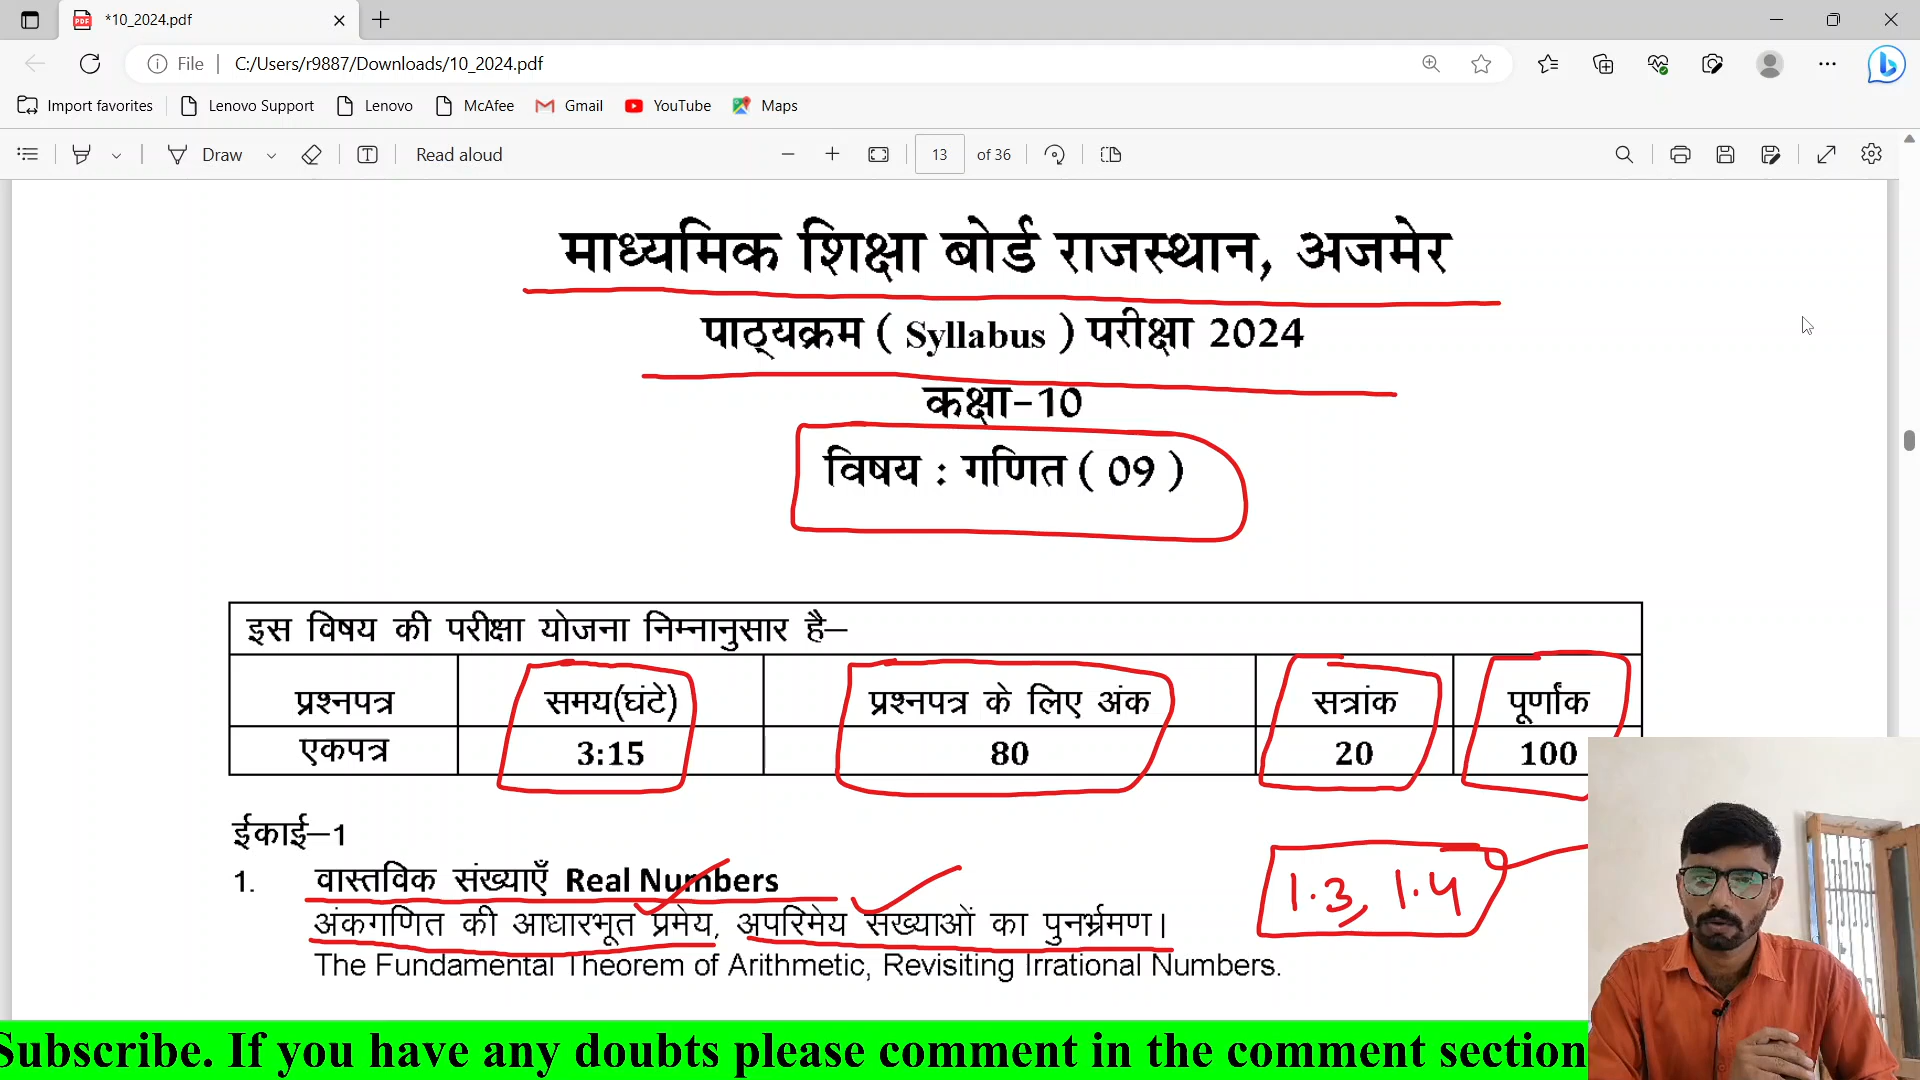 *10_2024.pdf
File
C:/Users/r9887/Downloads/10_2024.pdf
Import favorites
Lenovo Support
Lenovo
McAfee
Gmail
YouTube
Maps
Draw
Read aloud
13
of 36
माध्यमिक शिक्षा बोर्ड राजस्थान, अजमेर
पाठ्यक्रम ( Syllabus ) परीक्षा 2024
कक्षा-10
विषय : गणित ( 09 )
इस विषय की परीक्षा योजना निम्नानुसार है–
प्रश्नपत्र समय(घंटे) प्रश्नपत्र के लिए अंक सत्रांक पूर्णांक
एकपत्र 3:15 80 20 100
ईकाई–1
1. वास्तविक संख्याएँ Real Numbers
1.3, 1.4
अंकगणित की आधारभूत प्रमेय, अपरिमेय सख्याओं का पुनर्भ्रमण।
The Fundamental Theorem of Arithmetic, Revisiting Irrational Numbers.
Subscribe. If you have any doubts please comment in the comment section